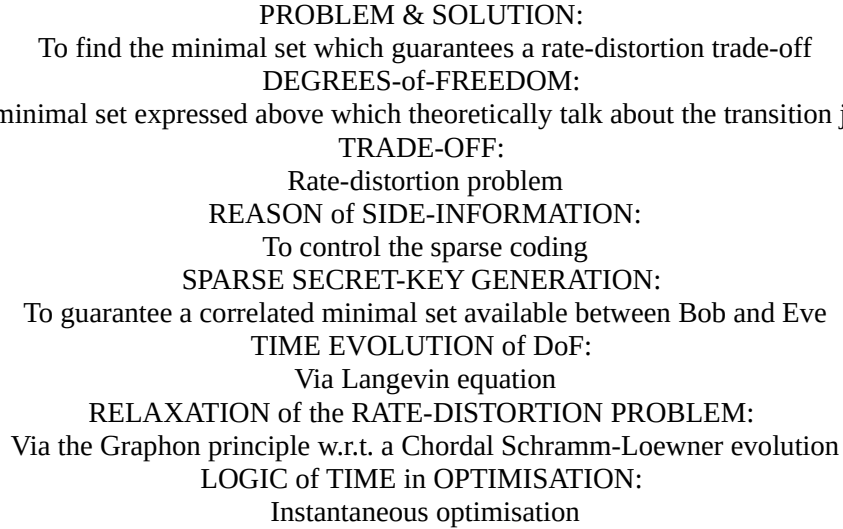 PROBLEM & SOLUTION:
To find the minimal set which guarantees a rate-distortion trade-off
DEGREES-of-FREEDOM:
minimal set expressed above which theoretically talk about the transition
TRADE-OFF:
Rate-distortion problem
REASON of SIDE-INFORMATION:
To control the sparse coding
SPARSE SECRET-KEY GENERATION:
To guarantee a correlated minimal set available between Bob and Eve
TIME EVOLUTION of DoF:
Via Langevin equation
RELAXATION of the RATE-DISTORTION PROBLEM:
Via the Graphon principle w.r.t. a Chordal Schramm-Loewner evolution
LOGIC of TIME in OPTIMISATION:
Instantaneous optimisation